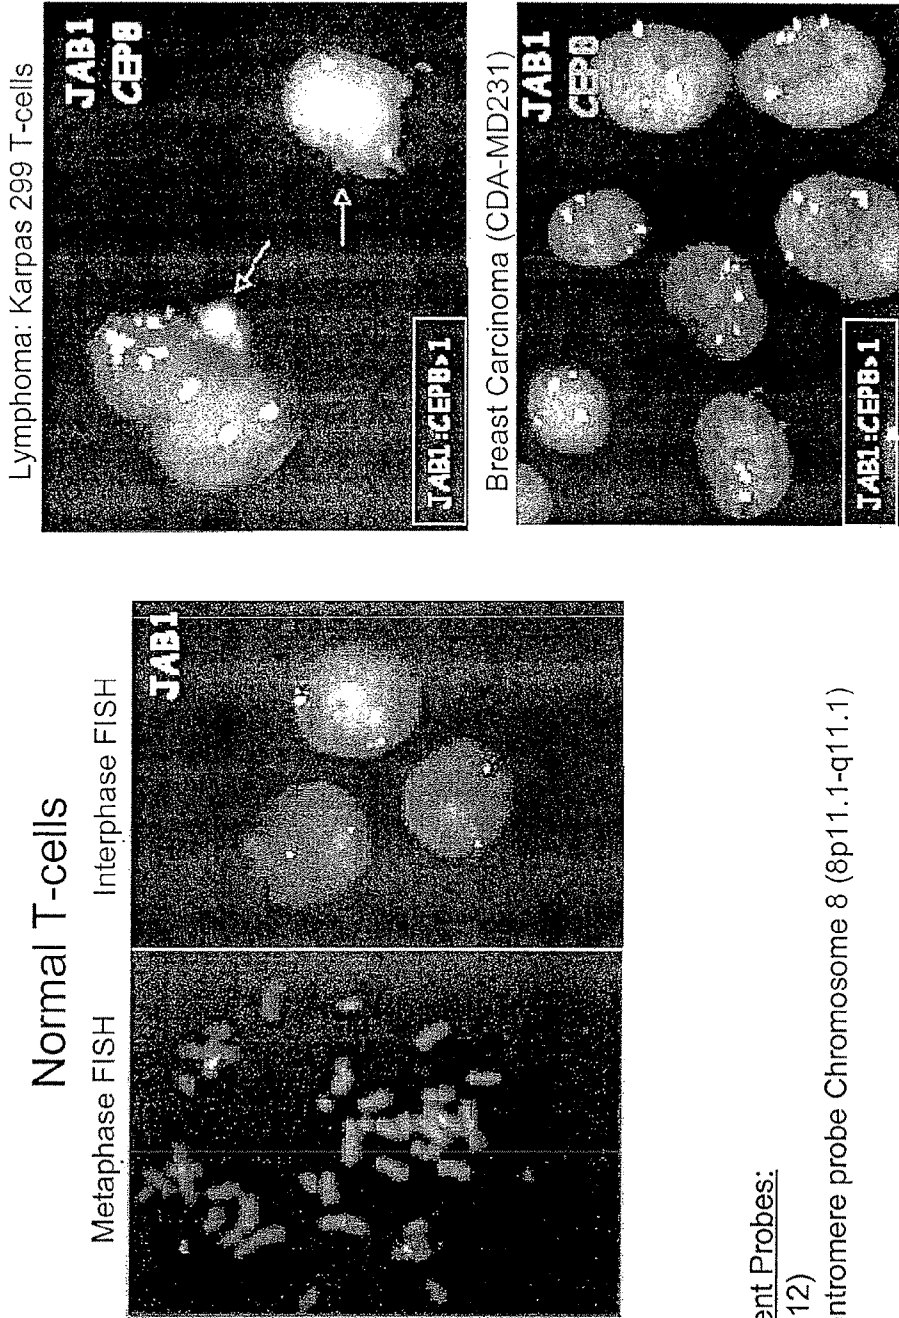 Normal T-cells
Metaphase FISH
Interphase FISH
JAB1
Lymphoma: Karpas 299 T-cells
JAB1
CEP8
JAB1:CEP8>1
Breast Carcinoma (CDA-MD231)
JAB1
CEP8
JAB1:CEP8>1
ent Probes:
12)
ntromere probe Chromosome 8 (8p11.1-q11.1)